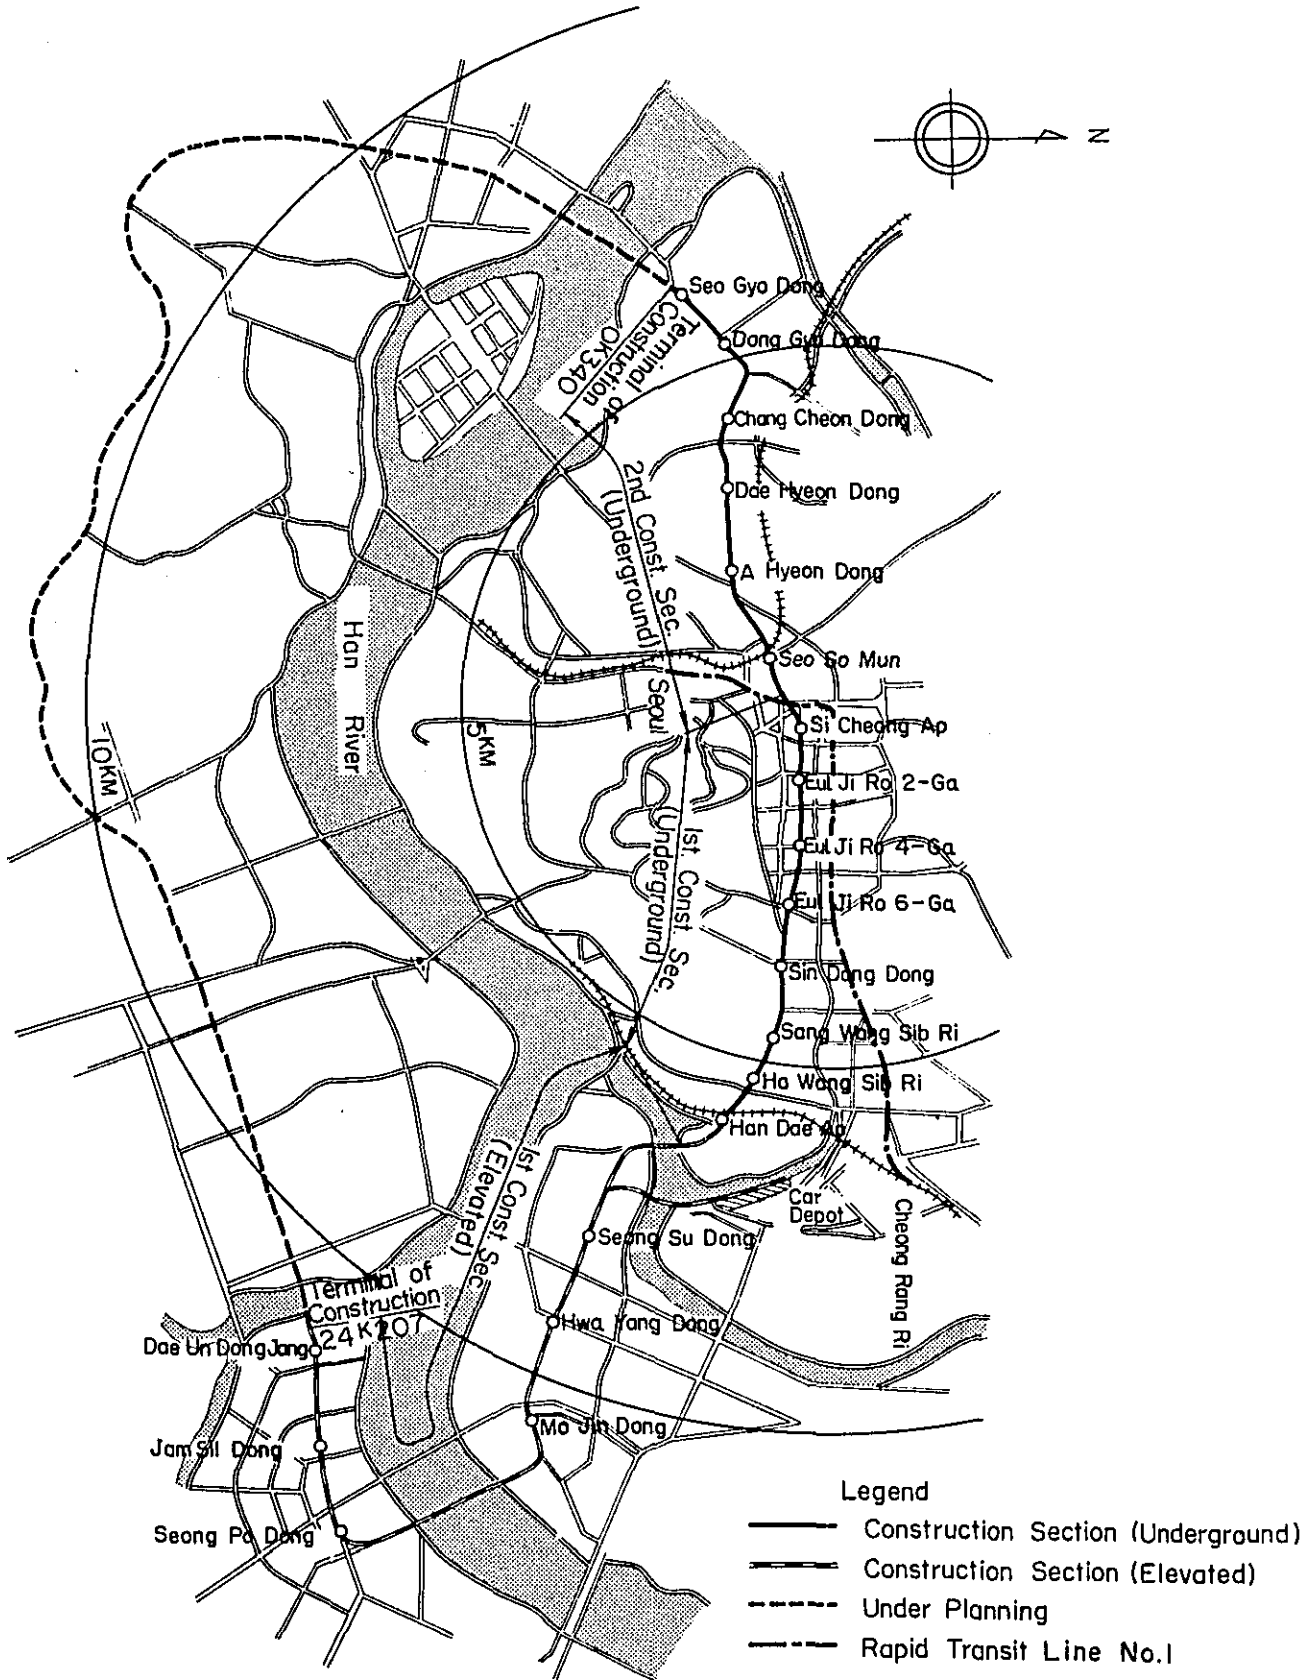 N
Seo Gyo Dong
Dong Gyo Dong
Terminal of
Construction
0K340
Chang Cheon Dong
2nd Const. Sec.
(Underground)
Dae Hyeon Dong
A Hyeon Dong
Han River
Seo So Mun
Seoul
Si Cheong Ap
5KM
10KM
Eul Ji Ro 2-Ga
Eul Ji Ro 4-Ga
1st. Const. Sec.
(Underground)
Eul Ji Ro 6-Ga
Sin Dang Dong
Sang Wang Sib Ri
Ha Wang Sib Ri
Han Dae Ap
1st Const. Sec
(Elevated)
Car
Depot
Cheong Rang Ri
Seong Su Dong
Terminal of
Construction
24K207
Hwa Yang Dong
Dae Un Dong Jang
Mo Jin Dong
Jam Sil Dong
Seong Pa Dong
Legend
Construction Section (Underground)
Construction Section (Elevated)
Under Planning
Rapid Transit Line No.1